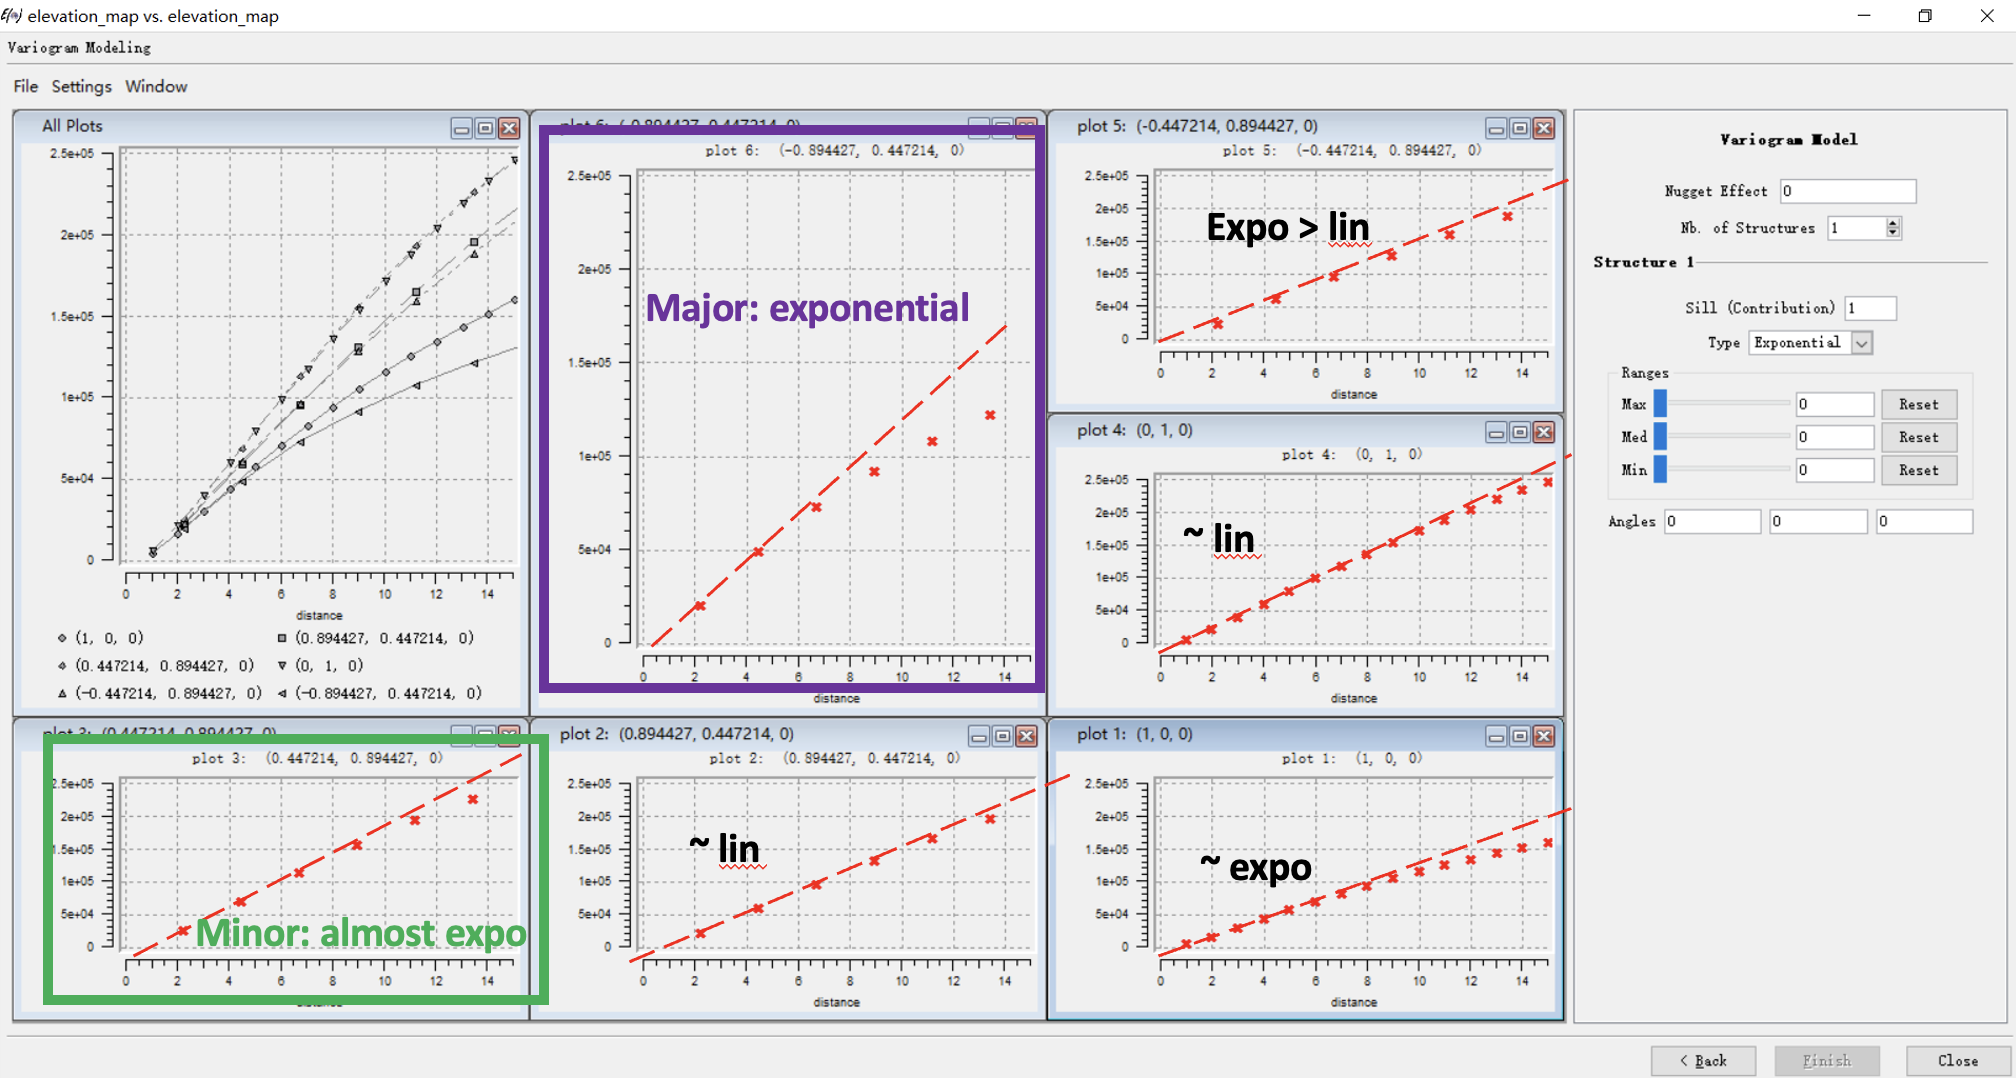 elevation_map vs. elevation_map
Variogram Modeling
File Settings Window
All Plots
2.5e+05
2e+05
1.5e+05
1e+05
5e+04
0
0 2 4 6 8 10 12 14
distance
(1, 0, 0) (0.894427, 0.447214, 0)
(0.447214, 0.894427, 0) (0, 1, 0)
(-0.447214, 0.894427, 0) (-0.894427, 0.447214, 0)
plot 6: (-0.894427, 0.447214, 0)
plot 6: (-0.894427, 0.447214, 0)
2.5e+05
2e+05
Major: exponential
1.5e+05
1e+05
5e+04
0
0 2 4 6 8 10 12 14
distance
plot 5: (-0.447214, 0.894427, 0)
plot 5: (-0.447214, 0.894427, 0)
2.5e+05
2e+05
Expo > lin
1.5e+05
1e+05
5e+04
0
0 2 4 6 8 10 12 14
distance
plot 4: (0, 1, 0)
plot 4: (0, 1, 0)
2.5e+05
2e+05
~ lin
1.5e+05
1e+05
5e+04
0
0 2 4 6 8 10 12 14
distance
plot 3: (0.447214, 0.894427, 0)
plot 3: (0.447214, 0.894427, 0)
2.5e+05
2e+05
1.5e+05
1e+05
5e+04
Minor: almost expo
0
0 2 4 6 8 10 12 14
distance
plot 2: (0.894427, 0.447214, 0)
plot 2: (0.894427, 0.447214, 0)
2.5e+05
2e+05
~ lin
1.5e+05
1e+05
5e+04
0
0 2 4 6 8 10 12 14
distance
plot 1: (1, 0, 0)
plot 1: (1, 0, 0)
2.5e+05
2e+05
1.5e+05
~ expo
1e+05
5e+04
0
0 2 4 6 8 10 12 14
distance
Variogram Model
Nugget Effect 0
Nb. of Structures 1
Structure 1
Sill (Contribution) 1
Type Exponential
Ranges
Max 0 Reset
Med 0 Reset
Min 0 Reset
Angles 0 0 0
< Back Finish Close